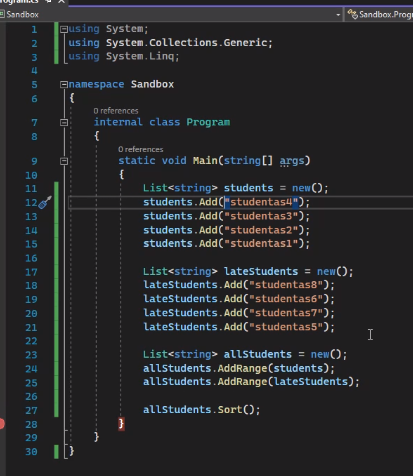 Program.cs
Sandbox
Sandbox.Prog
1 using System;
2 using System.Collections.Generic;
3 using System.Linq;
4
5 namespace Sandbox
6 {
0 references
7 internal class Program
8 {
0 references
9 static void Main(string[] args)
10 {
11 List<string> students = new();
12 students.Add("studentas4");
13 students.Add("studentas3");
14 students.Add("studentas2");
15 students.Add("studentas1");
16
17 List<string> lateStudents = new();
18 lateStudents.Add("studentas8");
19 lateStudents.Add("studentas6");
20 lateStudents.Add("studentas7");
21 lateStudents.Add("studentas5");
22
23 List<string> allStudents = new();
24 allStudents.AddRange(students);
25 allStudents.AddRange(lateStudents);
26
27 allStudents.Sort();
28 }
29 }
30 }